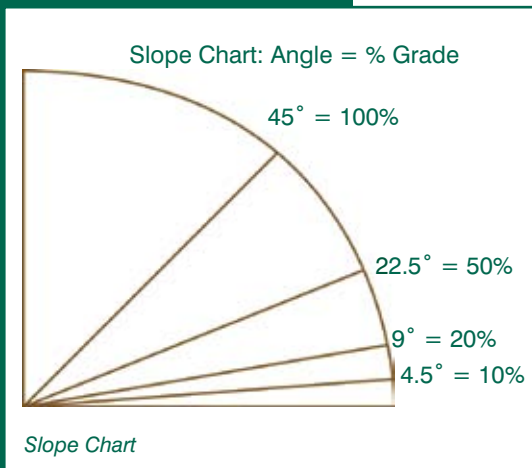 Slope Chart: Angle = % Grade
45° = 100%
22.5° = 50%
9° = 20%
4.5° = 10%
Slope Chart